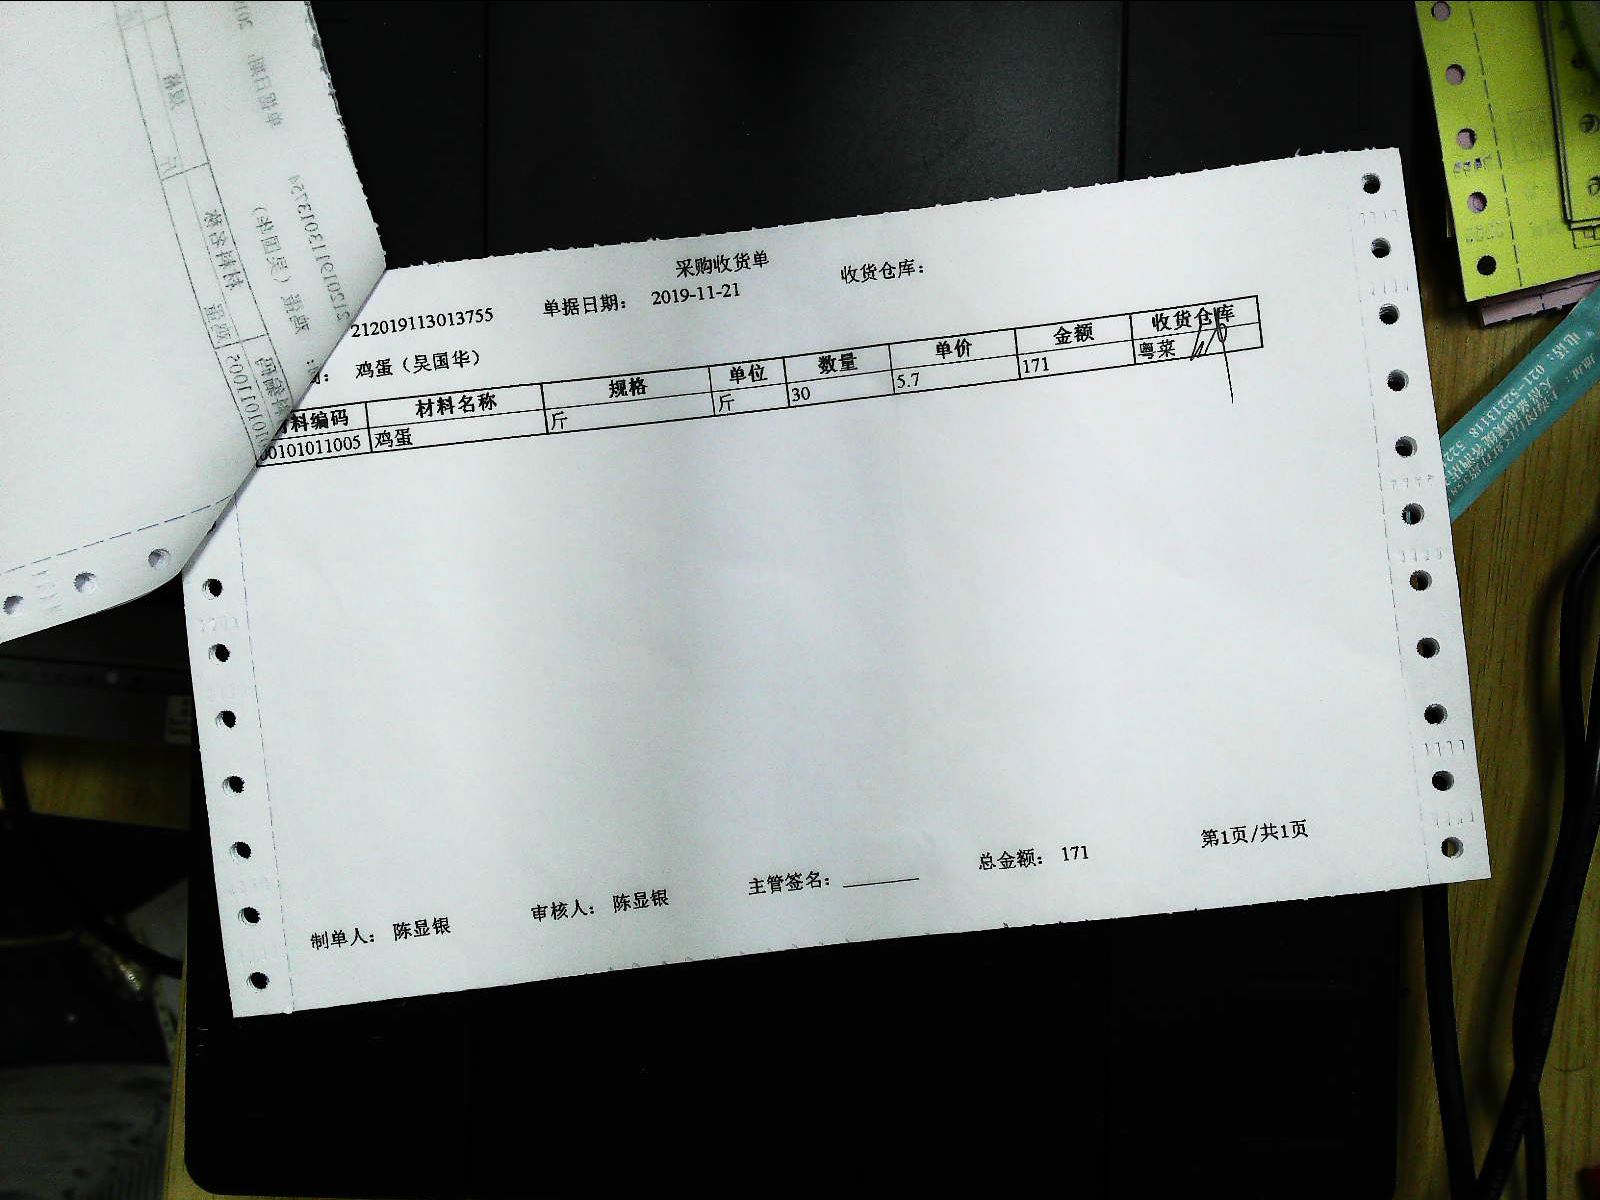 采购收货单
212019113013755 单据日期： 2019-11-21 收货仓库：
鸡蛋（吴国华）
料编码 材料名称 规格 单位 数量 单价 金额 收货仓库
00101011005 鸡蛋 斤 斤 30 5.7 171 粤菜
制单人： 陈显银 审核人： 陈显银 主管签名： 总金额： 171 第1页/共1页